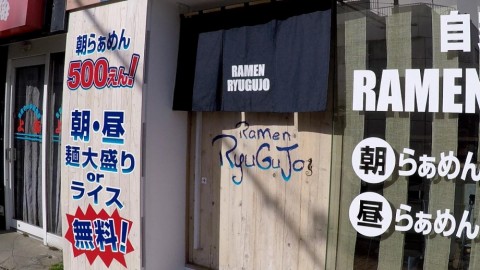 朝らぁめん
500えん!
朝・昼
麺大盛り
or
ライス
無料!
RAMEN
RYUGUJO
Ramen
RyuGuJo
自
RAMEN
朝らぁめん
昼らぁめん